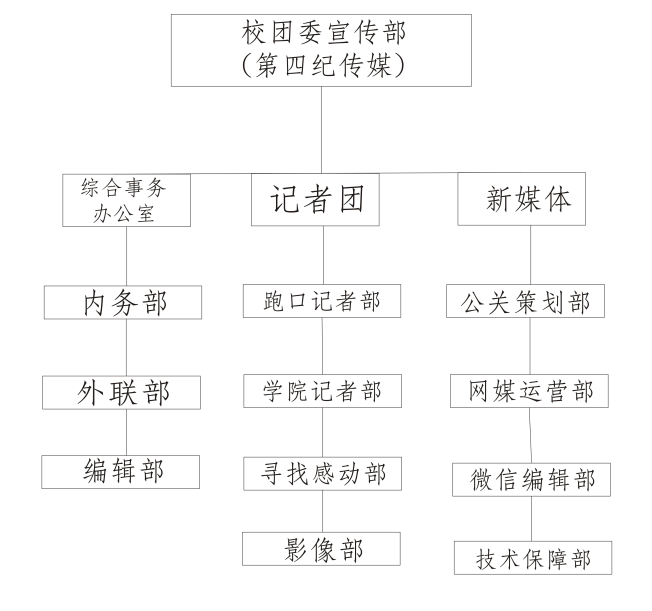 校团委宣传部
（第四纪传媒）
综合事务
办公室
记者团
新媒体
内务部
跑口记者部
公关策划部
外联部
学院记者部
网媒运营部
编辑部
寻找感动部
微信编辑部
影像部
技术保障部